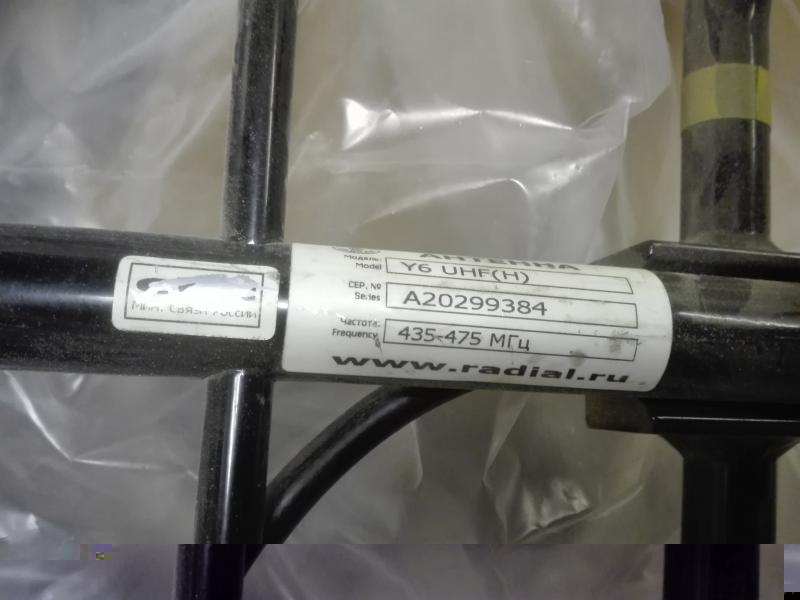 МИН. СВЯЗИ РОССИИ
АНТЕННА
Модель:
Model
Y6 UHF(H)
СЕР. №
Series
A20299384
Частота:
Frequency
435-475 МГц
www.radial.ru